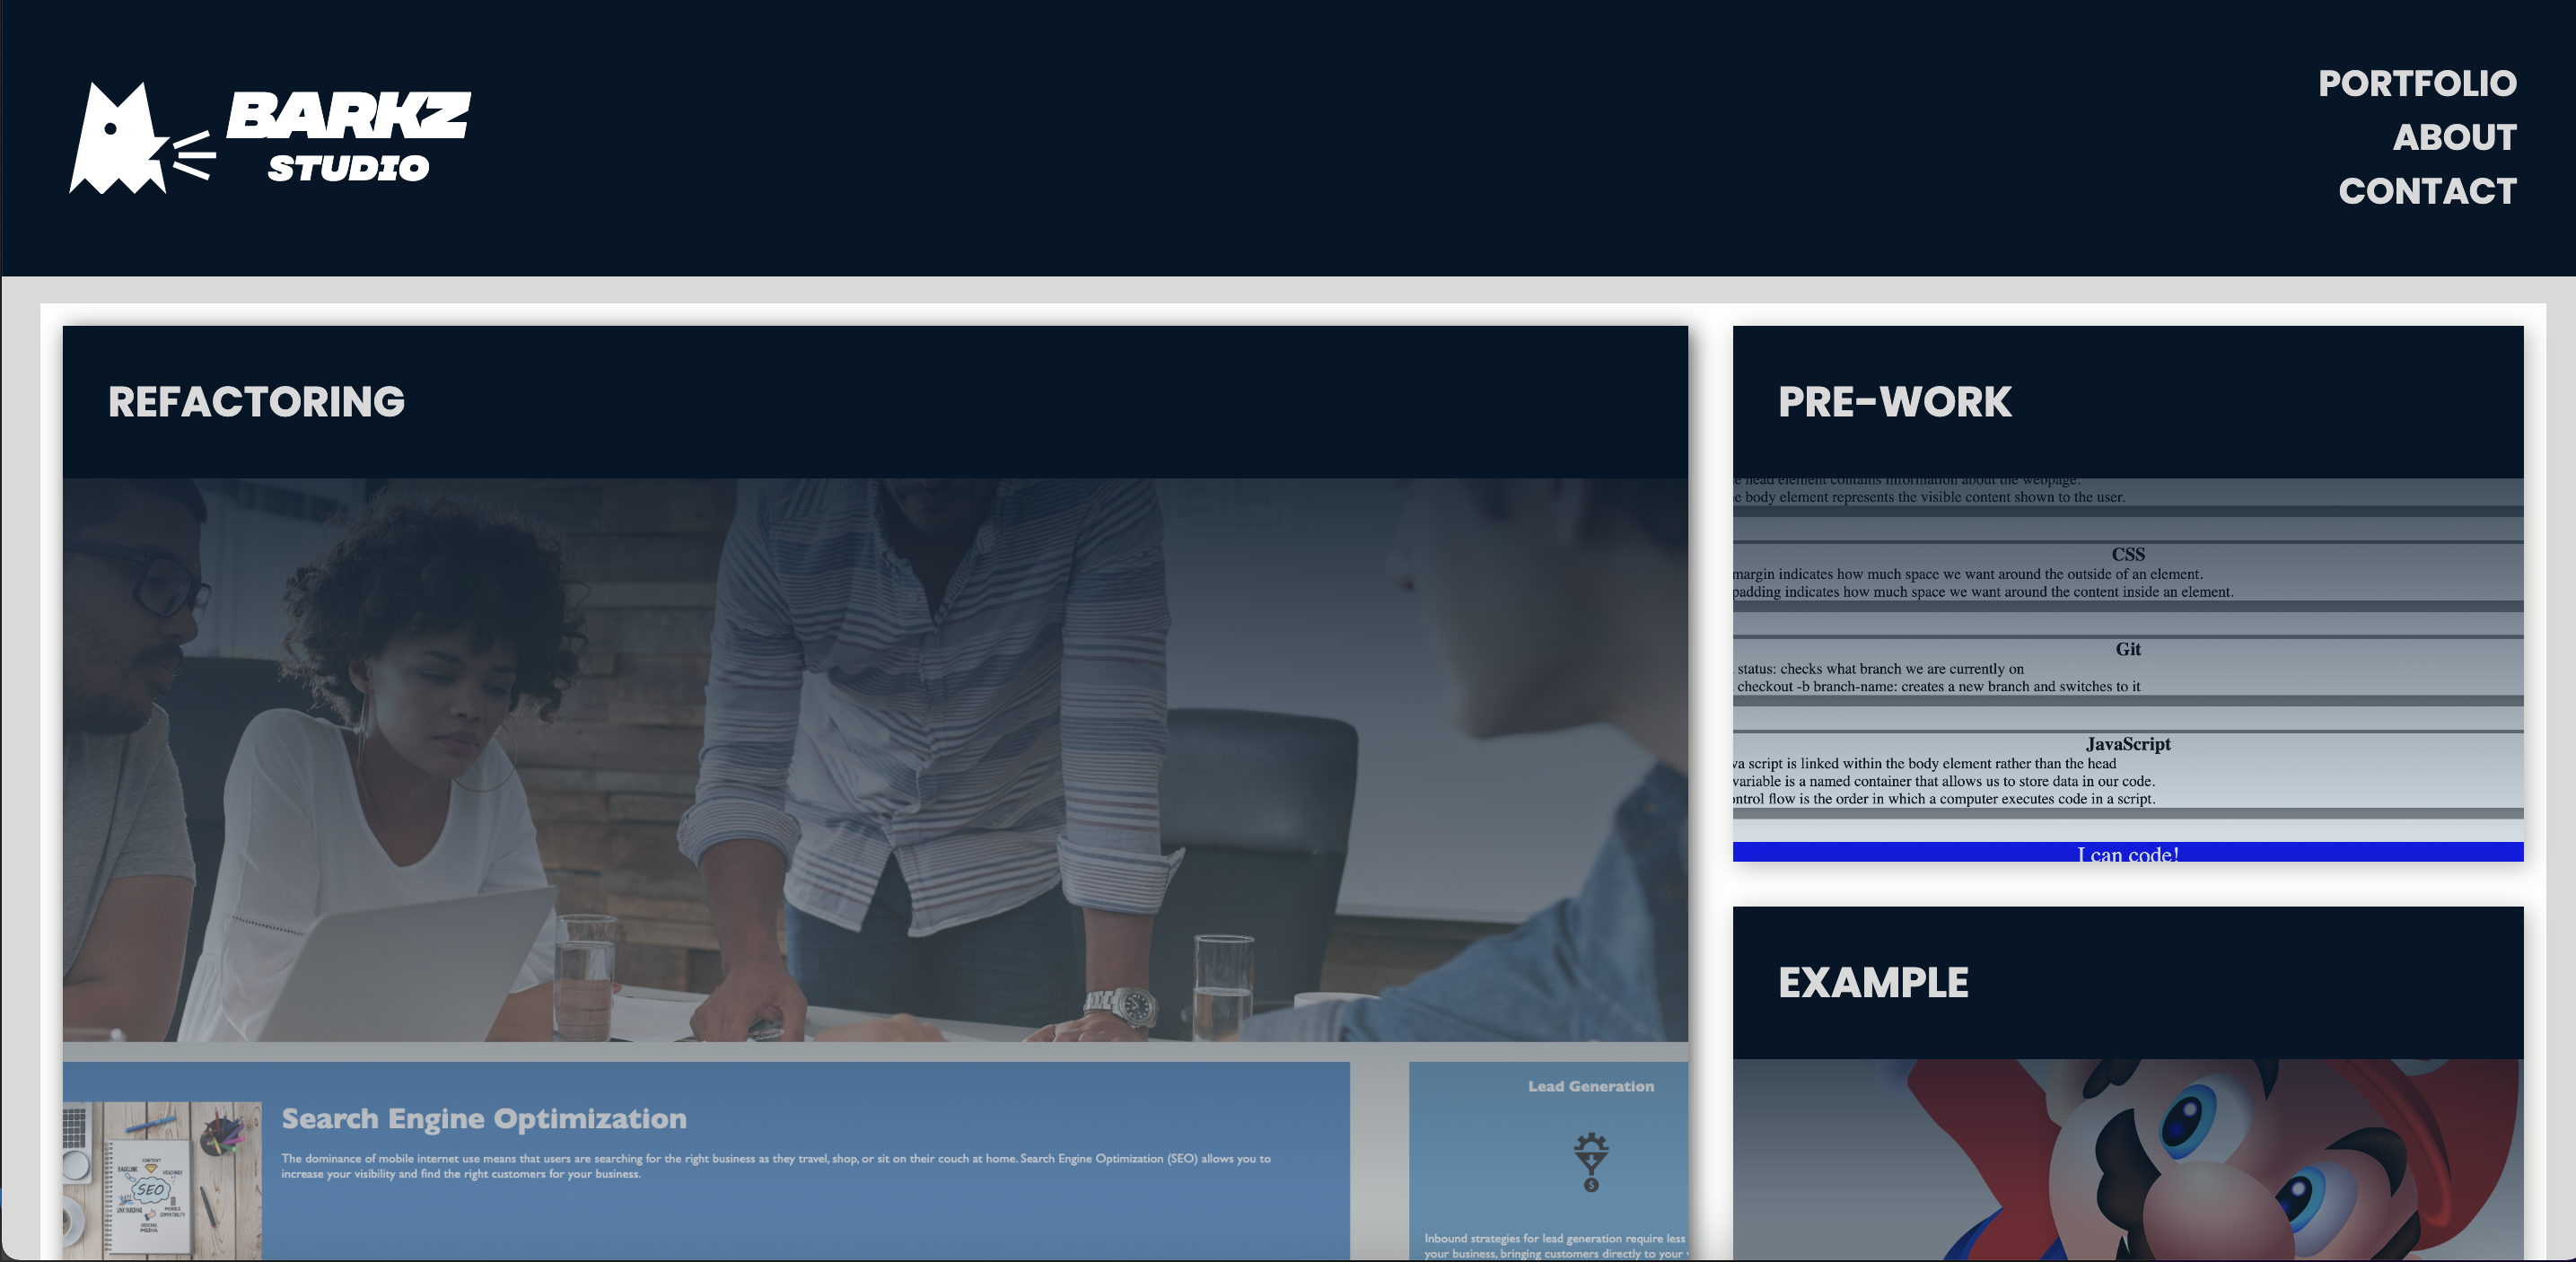 BARKZ
STUDIO
PORTFOLIO
ABOUT
CONTACT
REFACTORING
Search Engine Optimization
The dominance of mobile internet use means that users are searching for the right business as they travel, shop, or sit on their couch at home. Search Engine Optimization (SEO) allows you to
increase your visibility and find the right customers for your business.
SEO
Lead Generation
Inbound strategies for lead generation require less
your business, bringing customers directly to your
PRE-WORK
head element contains information about the webpage.
body element represents the visible content shown to the user.
CSS
margin indicates how much space we want around the outside of an element.
padding indicates how much space we want around the content inside an element.
Git
status: checks what branch we are currently on
checkout -b branch-name: creates a new branch and switches to it
JavaScript
va script is linked within the body element rather than the head
variable is a named container that allows us to store data in our code.
ntrol flow is the order in which a computer executes code in a script.
I can code!
EXAMPLE